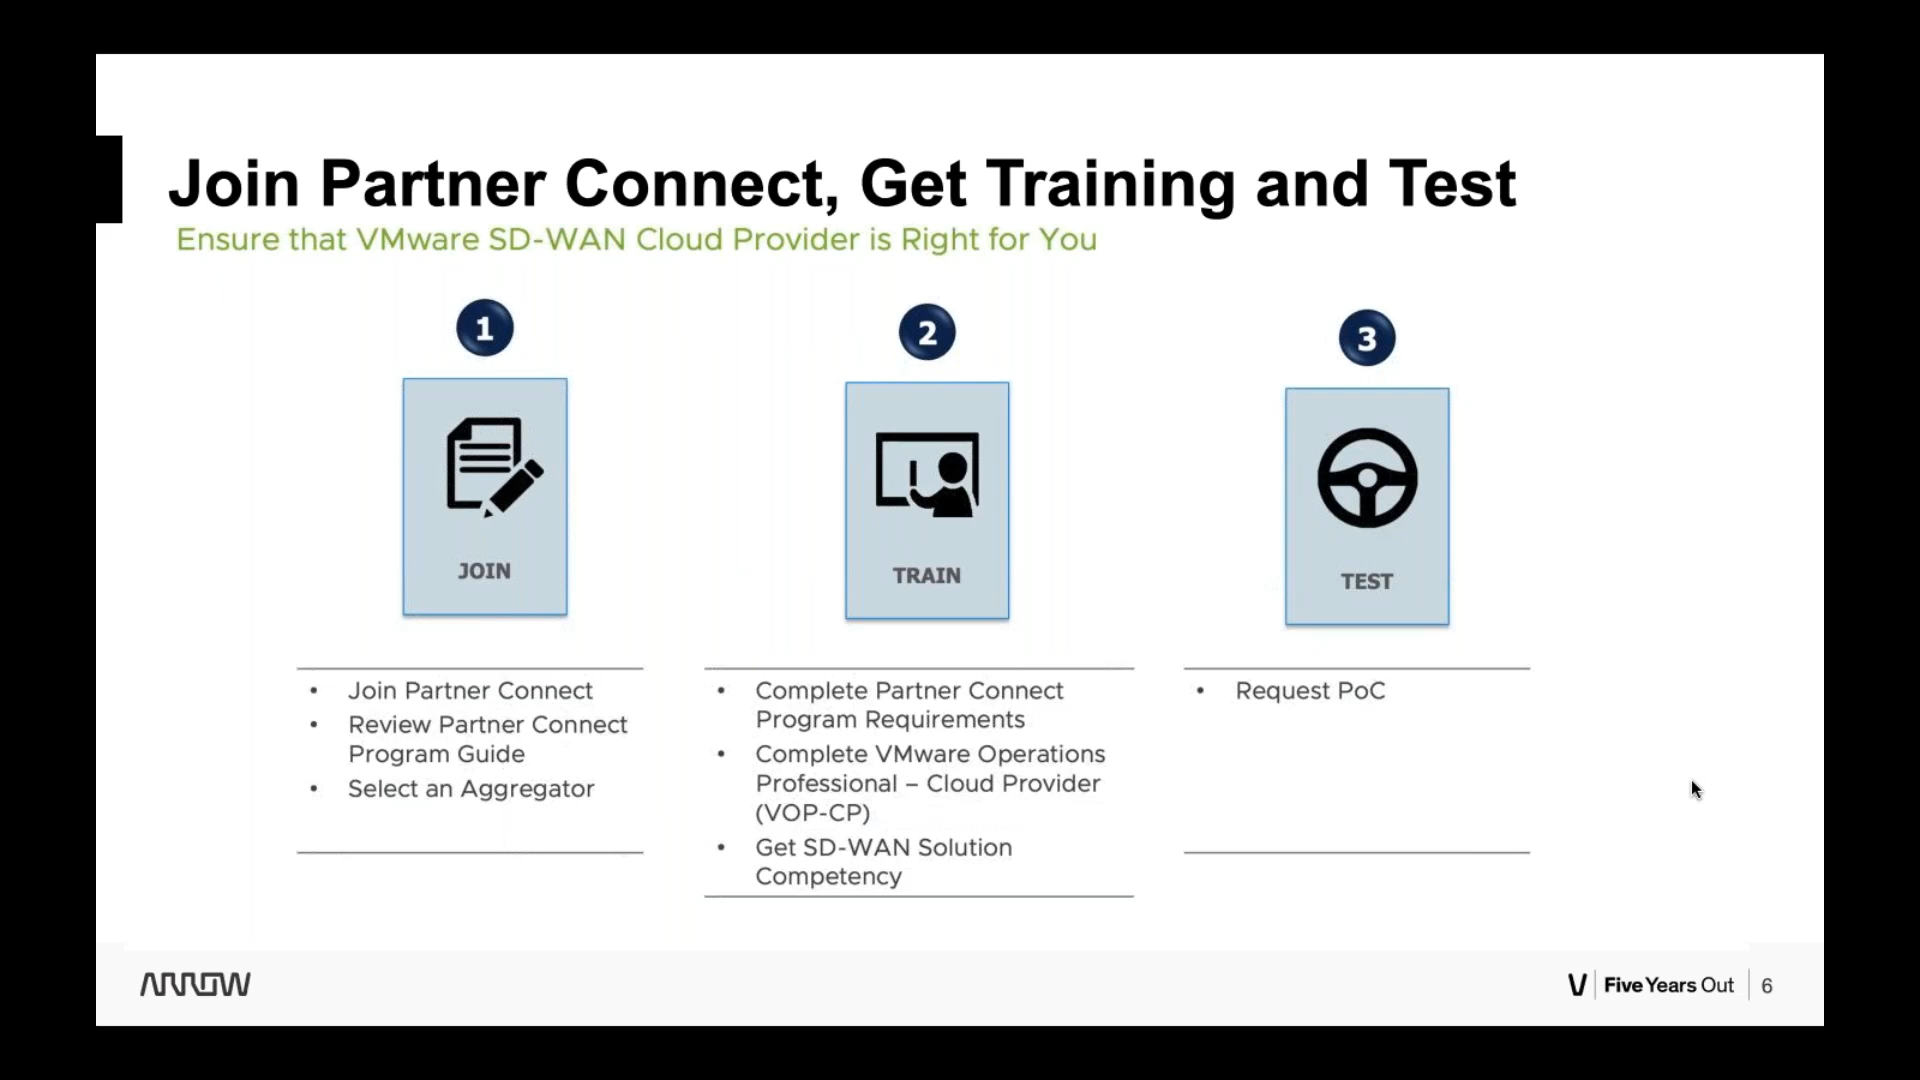 Join Partner Connect, Get Training and Test
Ensure that VMware SD-WAN Cloud Provider is Right for You
1
JOIN
• Join Partner Connect
• Review Partner Connect
Program Guide
• Select an Aggregator
2
TRAIN
• Complete Partner Connect
Program Requirements
• Complete VMware Operations
Professional – Cloud Provider
(VOP-CP)
• Get SD-WAN Solution
Competency
3
TEST
• Request PoC
ARROW
Five Years Out
6